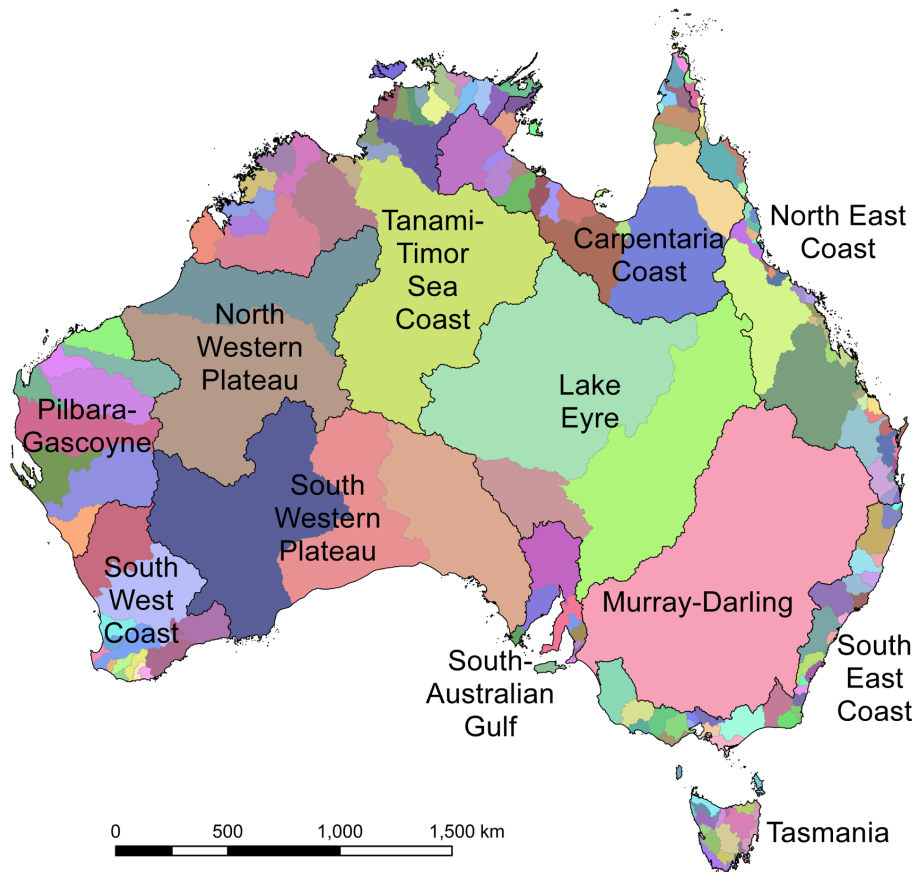 North East
Coast
Tanami-
Timor
Sea
Coast
Carpentaria
Coast
North
Western
Plateau
Lake
Eyre
Pilbara-
Gascoyne
South
Western
Plateau
South
West
Coast
Murray-Darling
South-
Australian
Gulf
South
East
Coast
Tasmania
0 500 1,000 1,500 km